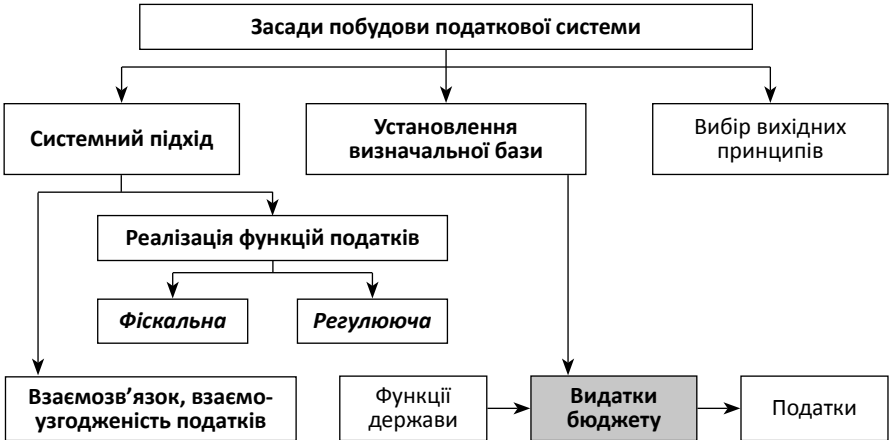 Засади побудови податкової системи
Системний підхід
Установлення
визначальної бази
Вибір вихідних
принципів
Реалізація функцій податків
Фіскальна
Регулююча
Взаємозв’язок, взаємо-
узгодженість податків
Функції
держави
Видатки
бюджету
Податки